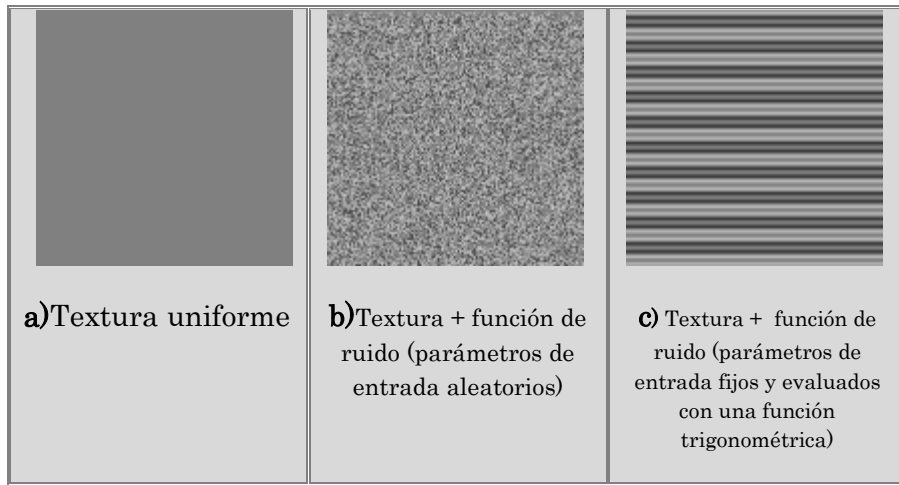 a)Textura uniforme
b)Textura + función de
ruido (parámetros de
entrada aleatorios)
c) Textura + función de
ruido (parámetros de
entrada fijos y evaluados
con una función
trigonométrica)